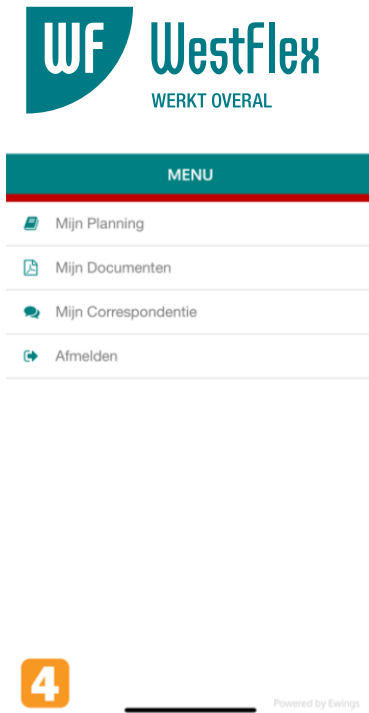 WF WestFlex
WERKT OVERAL
MENU
Mijn Planning
Mijn Documenten
Mijn Correspondentie
Afmelden
4
Powered by Ewings